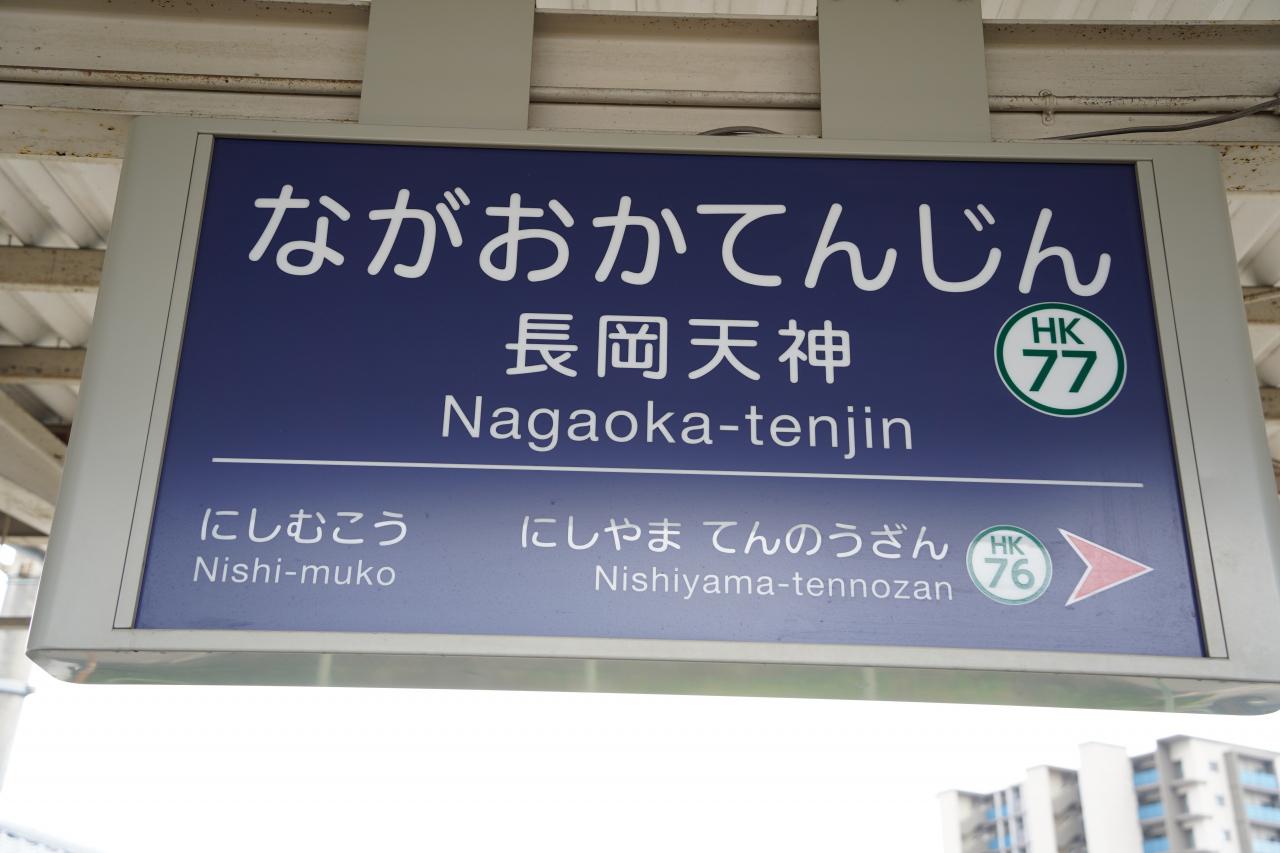 ながおかてんじん
長岡天神
HK
77
Nagaoka-tenjin
にしむこう
Nishi-muko
にしやま てんのうざん
Nishiyama-tennozan
HK
76